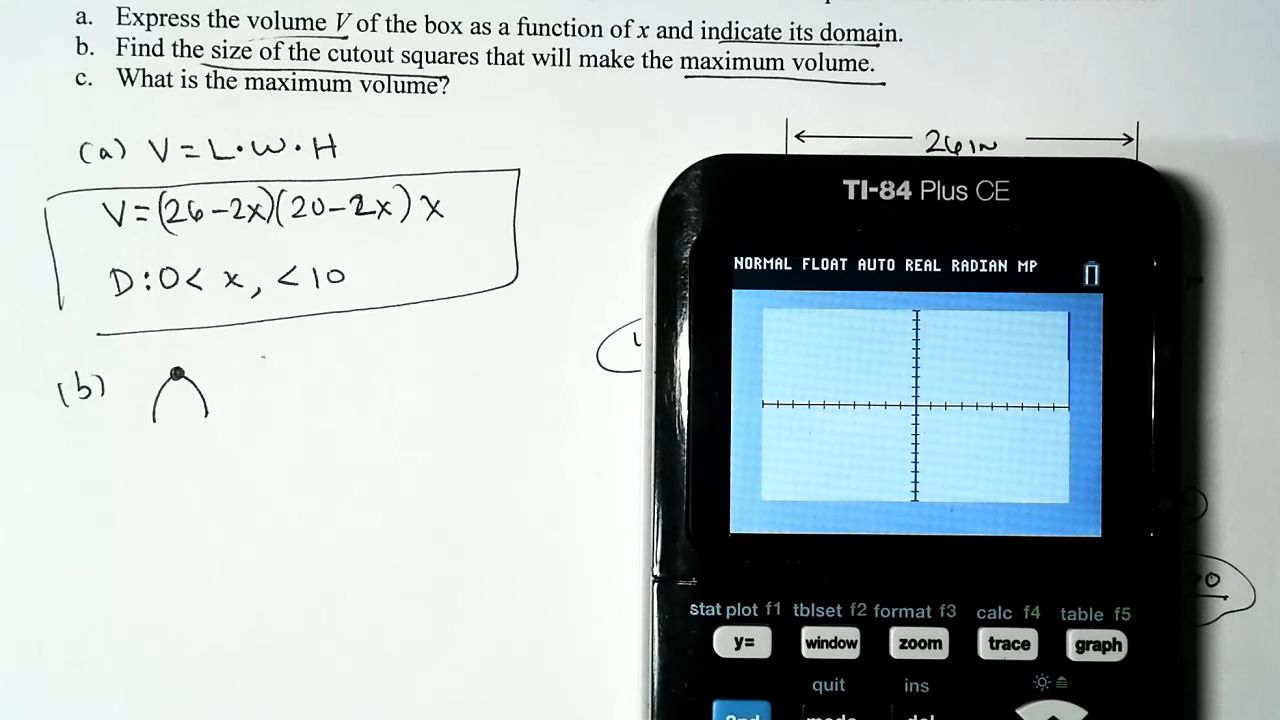 a. Express the volume V of the box as a function of x and indicate its domain.
b. Find the size of the cutout squares that will make the maximum volume.
c. What is the maximum volume?
(a) V = L·W·H
V = (26-2x)(20-2x) x
D: 0 < x, < 10
(b)
26 IN
TI-84 Plus CE
NORMAL FLOAT AUTO REAL RADIAN MP
stat plot f1 tblset f2 format f3 calc f4 table f5
y= window zoom trace graph
quit ins
2nd